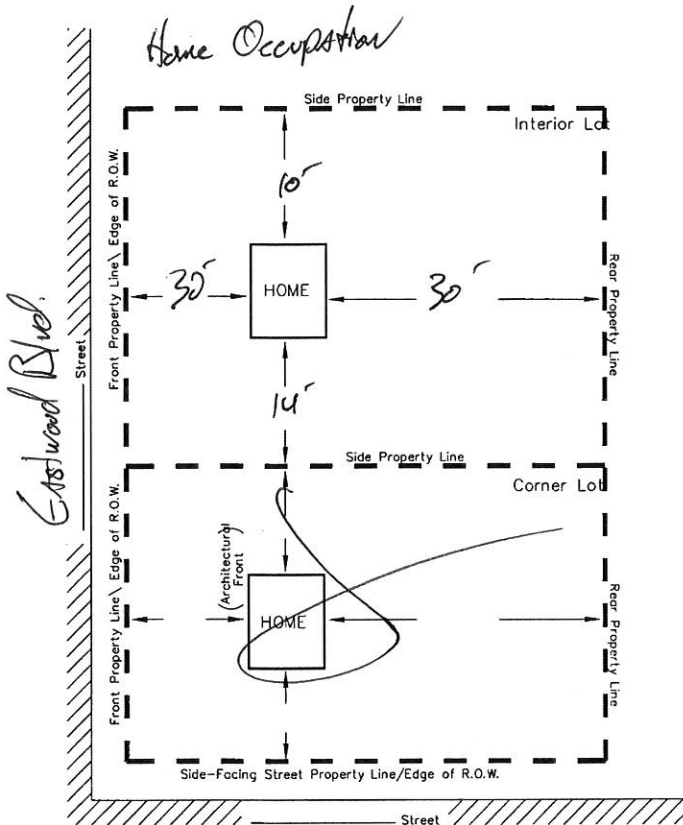 Home Occupation
Side Property Line
Interior Lot
10'
Front Property Line\ Edge of R.O.W.
30'
HOME
30'
Rear Property Line
Eastwood Blvd.
Street
14'
Side Property Line
Corner Lot
Front Property Line\ Edge of R.O.W.
(Architectural Front)
HOME
Rear Property Line
Side-Facing Street Property Line/Edge of R.O.W.
Street